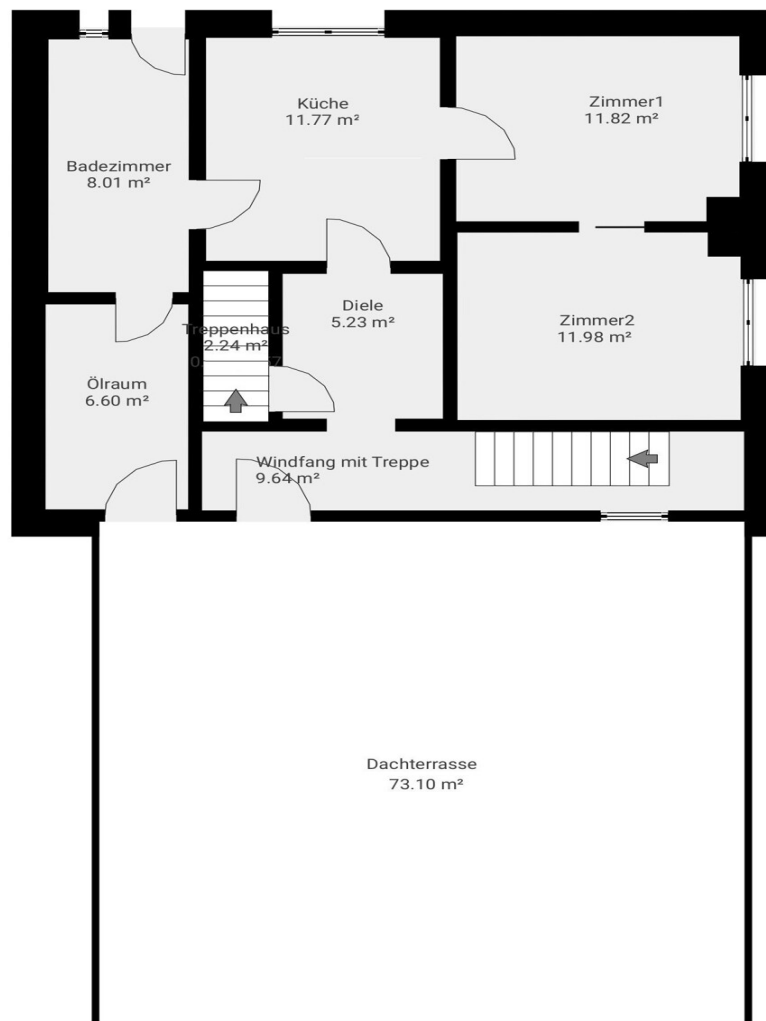 Küche
11.77 m²
Zimmer1
11.82 m²
Badezimmer
8.01 m²
Diele
5.23 m²
Treppenhaus
2.24 m²
Zimmer2
11.98 m²
Ölraum
6.60 m²
Windfang mit Treppe
9.64 m²
Dachterrasse
73.10 m²